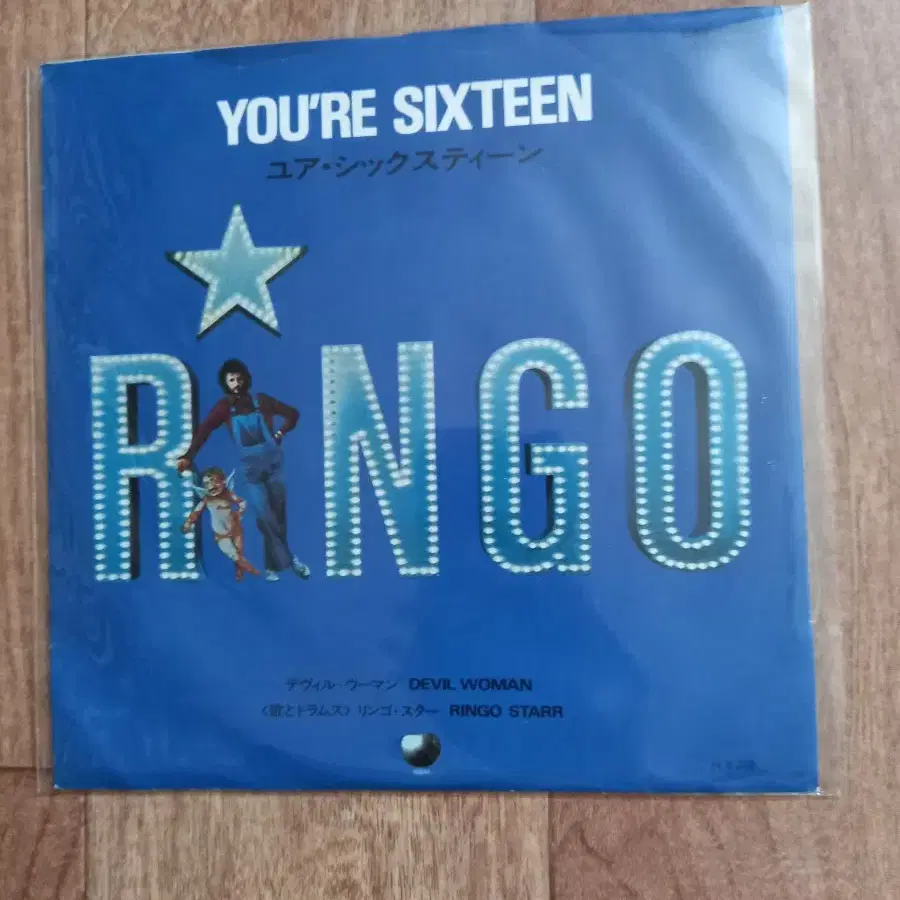 YOU'RE SIXTEEN
ユア・シックスティーン
RINGO
デヴィル・ウーマン DEVIL WOMAN
〈歌とドラムス〉リンゴ・スター RINGO STARR